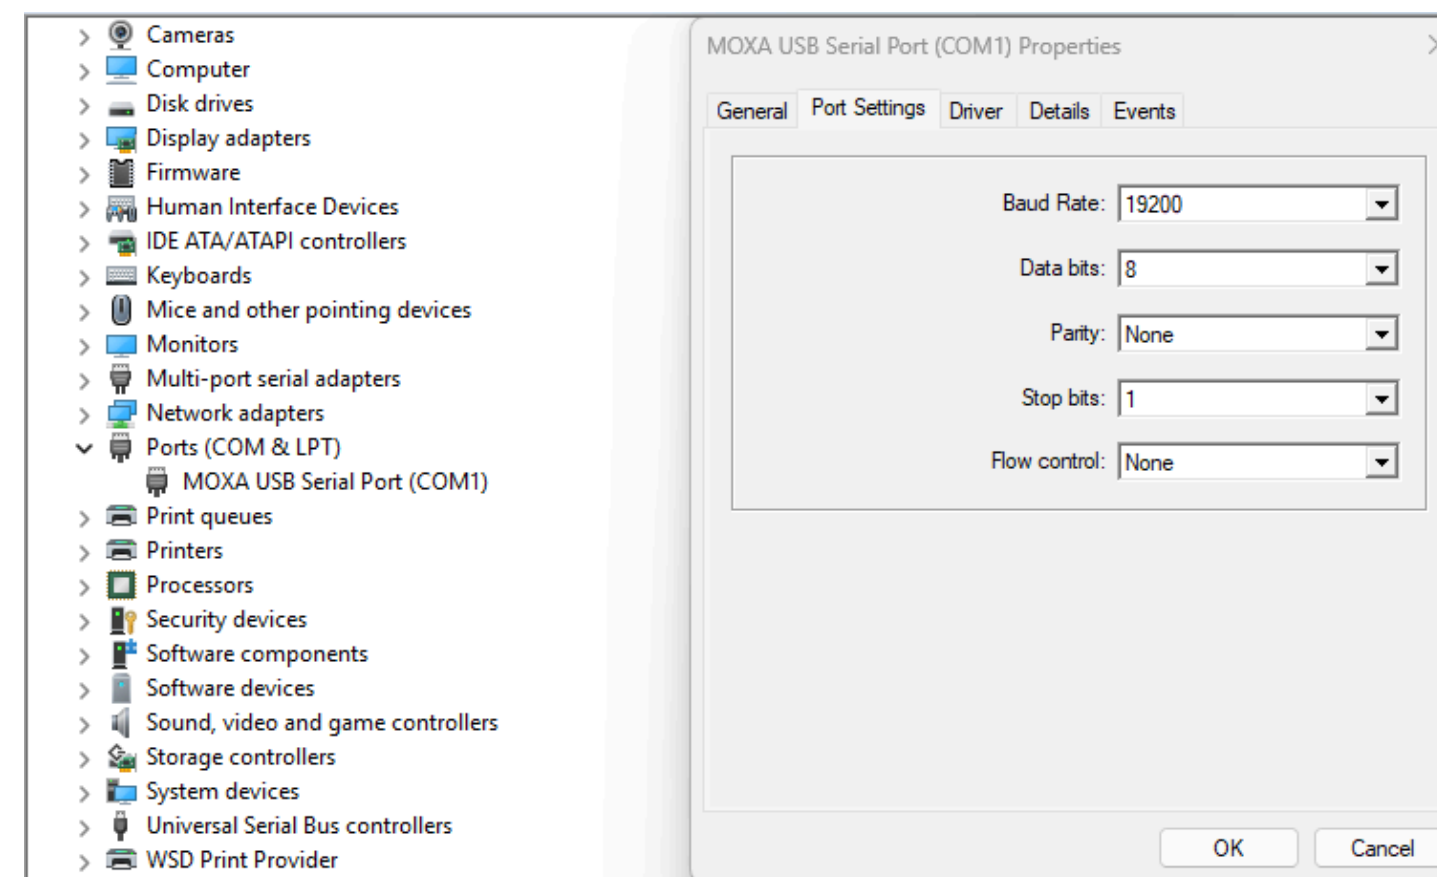 Cameras
Computer
Disk drives
Display adapters
Firmware
Human Interface Devices
IDE ATA/ATAPI controllers
Keyboards
Mice and other pointing devices
Monitors
Multi-port serial adapters
Network adapters
Ports (COM & LPT)
MOXA USB Serial Port (COM1)
Print queues
Printers
Processors
Security devices
Software components
Software devices
Sound, video and game controllers
Storage controllers
System devices
Universal Serial Bus controllers
WSD Print Provider
MOXA USB Serial Port (COM1) Properties
General Port Settings Driver Details Events
Baud Rate: 19200
Data bits: 8
Parity: None
Stop bits: 1
Flow control: None
OK Cancel